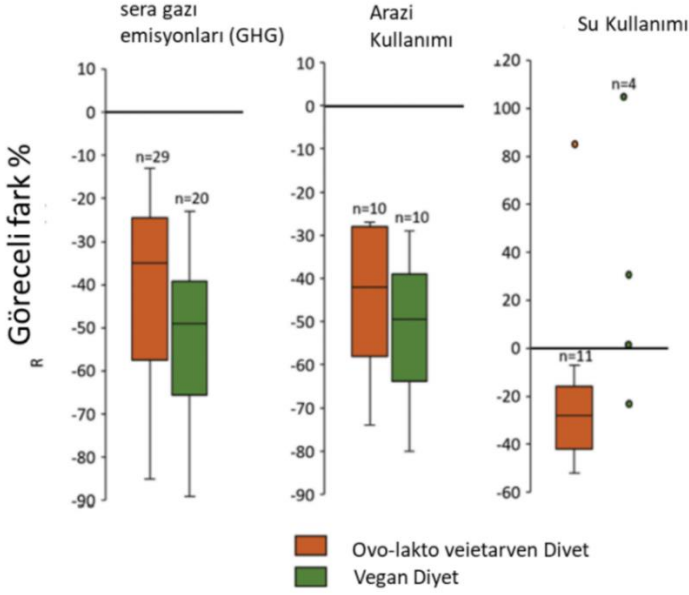 sera gazı
emisyonları (GHG)
Arazi
Kullanımı
Su Kullanımı
Göreceli fark %
R
10
0
-10
-20
-30
-40
-50
-60
-70
-80
-90
n=29
n=20
10
0
-10
-20
-30
-40
-50
-60
-70
-80
-90
n=10
n=10
120
100
80
60
40
20
0
-20
-40
-60
n=4
n=11
Ovo-lakto veietarven Divet
Vegan Diyet